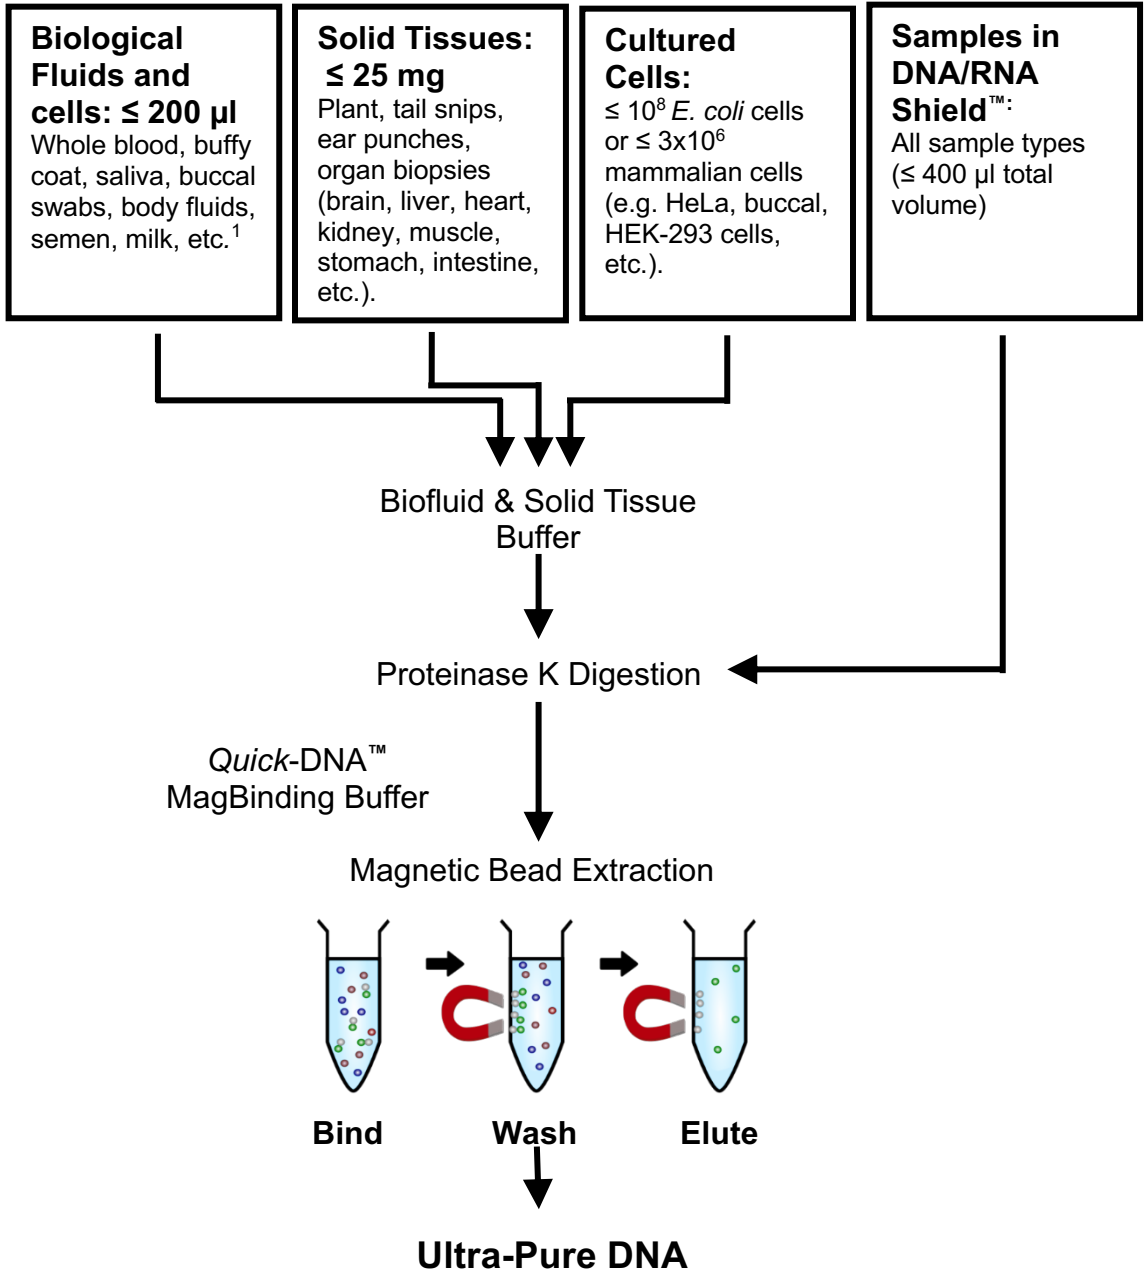 Biological
Fluids and
cells: ≤ 200 µl
Whole blood, buffy
coat, saliva, buccal
swabs, body fluids,
semen, milk, etc.¹
Solid Tissues:
≤ 25 mg
Plant, tail snips,
ear punches,
organ biopsies
(brain, liver, heart,
kidney, muscle,
stomach, intestine,
etc.).
Cultured
Cells:
≤ 10⁸ E. coli cells
or ≤ 3x10⁶
mammalian cells
(e.g. HeLa, buccal,
HEK-293 cells,
etc.).
Samples in
DNA/RNA
Shield™:
All sample types
(≤ 400 µl total
volume)
Biofluid & Solid Tissue
Buffer
Proteinase K Digestion
Quick-DNA™
MagBinding Buffer
Magnetic Bead Extraction
Bind
Wash
Elute
Ultra-Pure DNA